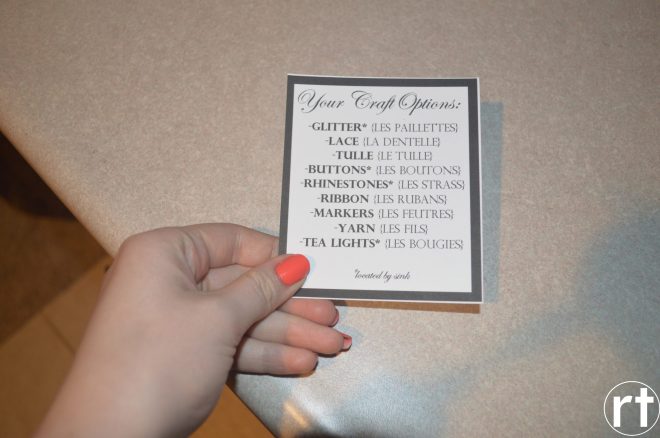 Your Craft Options:
-GLITTER* {LES PAILLETTES}
-LACE {LA DENTELLE}
-TULLE {LE TULLE}
-BUTTONS* {LES BOUTONS}
-RHINESTONES* {LES STRASS}
-RIBBON {LES RUBANS}
-MARKERS {LES FEUTRES}
-YARN {LES FILS}
-TEA LIGHTS* {LES BOUGIES}
*located by sink
rt